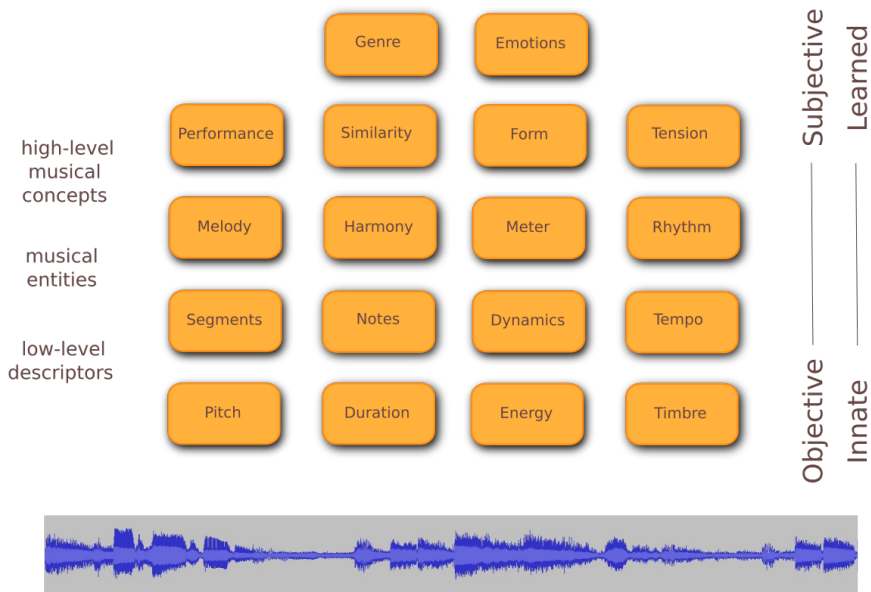 Genre
Emotions
Performance
Similarity
Form
Tension
high-level
musical
concepts
Melody
Harmony
Meter
Rhythm
musical
entities
Segments
Notes
Dynamics
Tempo
low-level
descriptors
Pitch
Duration
Energy
Timbre
Subjective
Learned
Objective
Innate